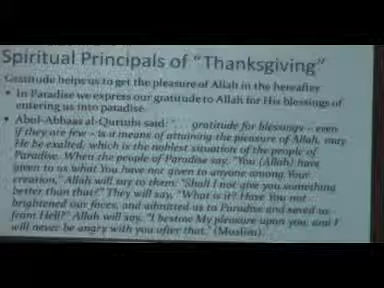 Spiritual Principals of "Thanksgiving"
Gratitude helps us to get the pleasure of Allah in the hereafter
• In Paradise we express our gratitude to Allah for His blessings of
entering us into paradise.
• Abul-Abbaas al-Qurtubi said: ". . . gratitude for blessings – even
if they are few – is a means of attaining the pleasure of Allah, may
He be exalted, which is the noblest situation of the people of
Paradise. When the people of Paradise say, "You (Allah) have
given to us what You have not given to anyone among Your
creation," Allah will say to them: "Shall I not give you something
better than that?" They will say, "What is it? Have You not
brightened our faces, and admitted us to Paradise and saved us
from Hell?" Allah will say, "I bestow My pleasure upon you, and I
will never be angry with you after that." (Muslim).